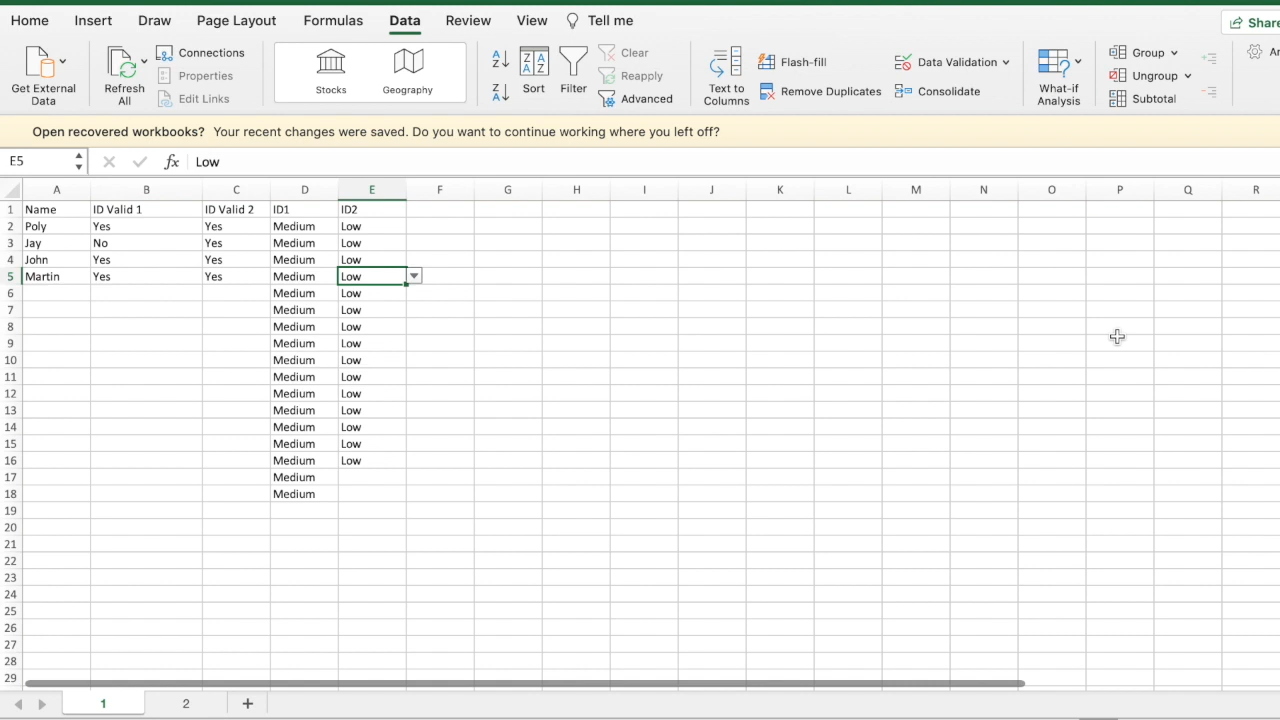 Home Insert Draw Page Layout Formulas Data Review View Tell me Share
Get External Data
Refresh All
Connections
Properties
Edit Links
Stocks
Geography
A Z
Z A
Z A A Z
Sort
Filter
Clear
Reapply
Advanced
Text to Columns
Flash-fill
Remove Duplicates
Data Validation
Consolidate
What-if Analysis
Group
Ungroup
Subtotal
Open recovered workbooks? Your recent changes were saved. Do you want to continue working where you left off?
E5 fx Low
A B C D E F G H I J K L M N O P Q R
1 Name ID Valid 1 ID Valid 2 ID1 ID2
2 Poly Yes Yes Medium Low
3 Jay No Yes Medium Low
4 John Yes Yes Medium Low
5 Martin Yes Yes Medium Low
6 Medium Low
7 Medium Low
8 Medium Low
9 Medium Low
10 Medium Low
11 Medium Low
12 Medium Low
13 Medium Low
14 Medium Low
15 Medium Low
16 Medium Low
17 Medium
18 Medium
19
20
21
22
23
24
25
26
27
28
29
1 2 +